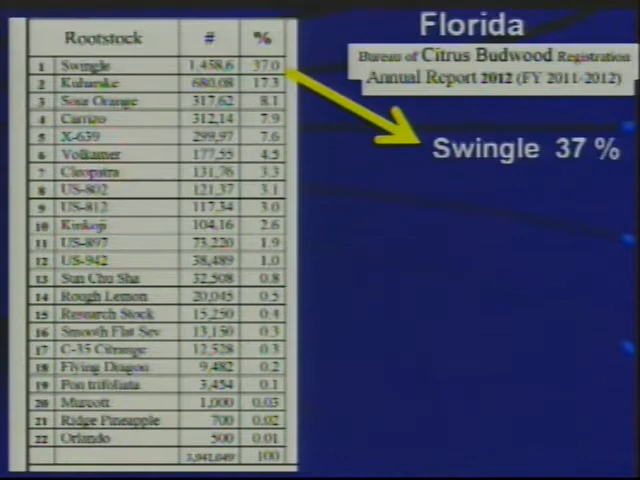 Florida
Bureau of Citrus Budwood Registration
Annual Report 2012 (FY 2011-2012)
Swingle 37 %
Rootstock # %
1 Swingle 1,458,6 37.0
2 Kuharske 680,08 17.3
3 Sour Orange 317,62 8.1
4 Carrizo 312,14 7.9
5 X-639 299,97 7.6
6 Volkamer 177,55 4.5
7 Cleopatra 131,76 3.3
8 US-802 121,37 3.1
9 US-812 117,34 3.0
10 Kinkoji 104,16 2.6
11 US-897 73,220 1.9
12 US-942 38,489 1.0
13 Sun Chu Sha 32,508 0.8
14 Rough Lemon 20,045 0.5
15 Research Stock 15,250 0.4
16 Smooth Flat Sev 13,150 0.3
17 C-35 Citrange 12,528 0.3
18 Flying Dragon 9,482 0.2
19 Pon trifoliata 3,454 0.1
20 Murcott 1,000 0.03
21 Ridge Pineapple 700 0.02
22 Orlando 500 0.01
3,941,049 100